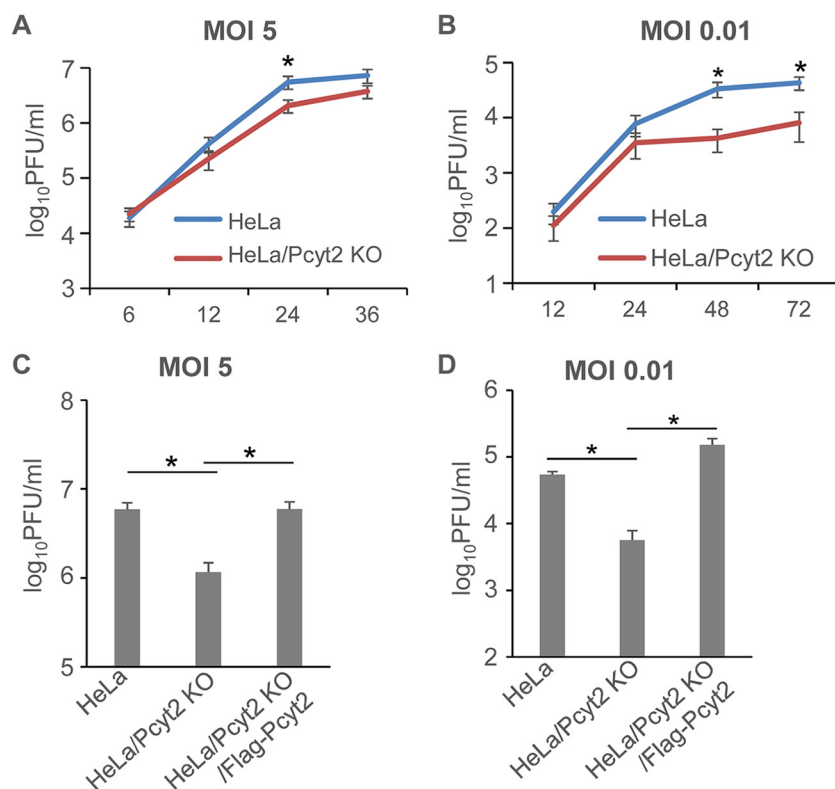 A
MOI 5
log10PFU/ml
7
6
5
4
3
*
HeLa
HeLa/Pcyt2 KO
6 12 24 36
B
MOI 0.01
log10PFU/ml
5
4
3
2
1
* *
HeLa
HeLa/Pcyt2 KO
12 24 48 72
C
MOI 5
log10PFU/ml
8
7
6
5
* *
HeLa
HeLa/Pcyt2 KO
HeLa/Pcyt2 KO
/Flag-Pcyt2
D
MOI 0.01
log10PFU/ml
6
5
4
3
2
* *
HeLa
HeLa/Pcyt2 KO
HeLa/Pcyt2 KO
/Flag-Pcyt2